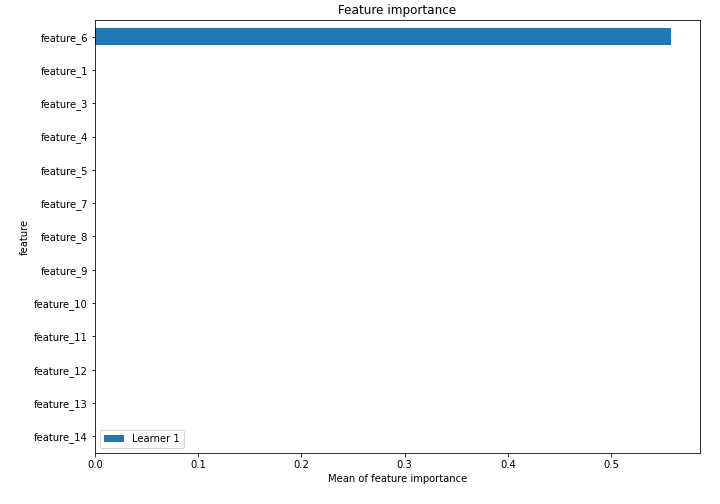 Feature importance
feature_6
feature_1
feature_3
feature_4
feature_5
feature_7
feature_8
feature_9
feature_10
feature_11
feature_12
feature_13
feature_14
feature
Learner 1
0.0 0.1 0.2 0.3 0.4 0.5
Mean of feature importance